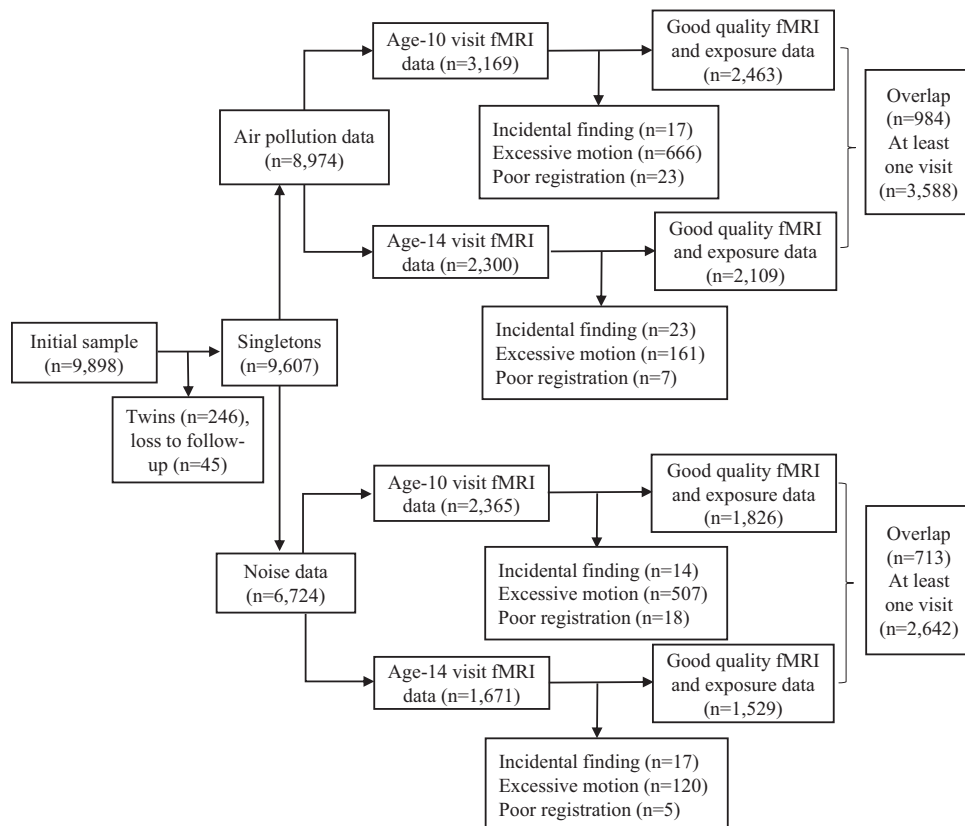 Age-10 visit fMRI
data (n=3,169)
Good quality fMRI
and exposure data
(n=2,463)
Incidental finding (n=17)
Excessive motion (n=666)
Poor registration (n=23)
Air pollution data
(n=8,974)
Overlap
(n=984)
At least
one visit
(n=3,588)
Age-14 visit fMRI
data (n=2,300)
Good quality fMRI
and exposure data
(n=2,109)
Incidental finding (n=23)
Excessive motion (n=161)
Poor registration (n=7)
Initial sample
(n=9,898)
Singletons
(n=9,607)
Twins (n=246),
loss to follow-
up (n=45)
Age-10 visit fMRI
data (n=2,365)
Good quality fMRI
and exposure data
(n=1,826)
Incidental finding (n=14)
Excessive motion (n=507)
Poor registration (n=18)
Noise data
(n=6,724)
Overlap
(n=713)
At least
one visit
(n=2,642)
Age-14 visit fMRI
data (n=1,671)
Good quality fMRI
and exposure data
(n=1,529)
Incidental finding (n=17)
Excessive motion (n=120)
Poor registration (n=5)